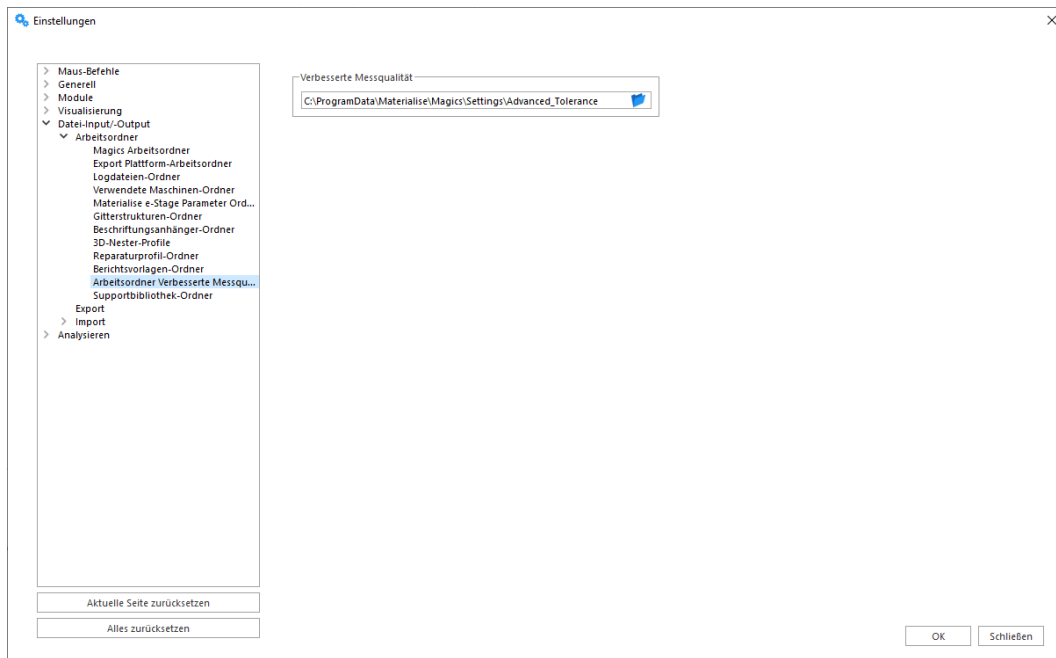 Einstellungen
Maus-Befehle
Generell
Module
Visualisierung
Datei-Input/-Output
Arbeitsordner
Magics Arbeitsordner
Export Plattform-Arbeitsordner
Logdateien-Ordner
Verwendete Maschinen-Ordner
Materialise e-Stage Parameter Ord...
Gitterstrukturen-Ordner
Beschriftungsanhänger-Ordner
3D-Nester-Profile
Reparaturprofil-Ordner
Berichtsvorlagen-Ordner
Arbeitsordner Verbesserte Messqu...
Supportbibliothek-Ordner
Export
Import
Analysieren
Aktuelle Seite zurücksetzen
Alles zurücksetzen
Verbesserte Messqualität
C:\ProgramData\Materialise\Magics\Settings\Advanced_Tolerance
OK
Schließen